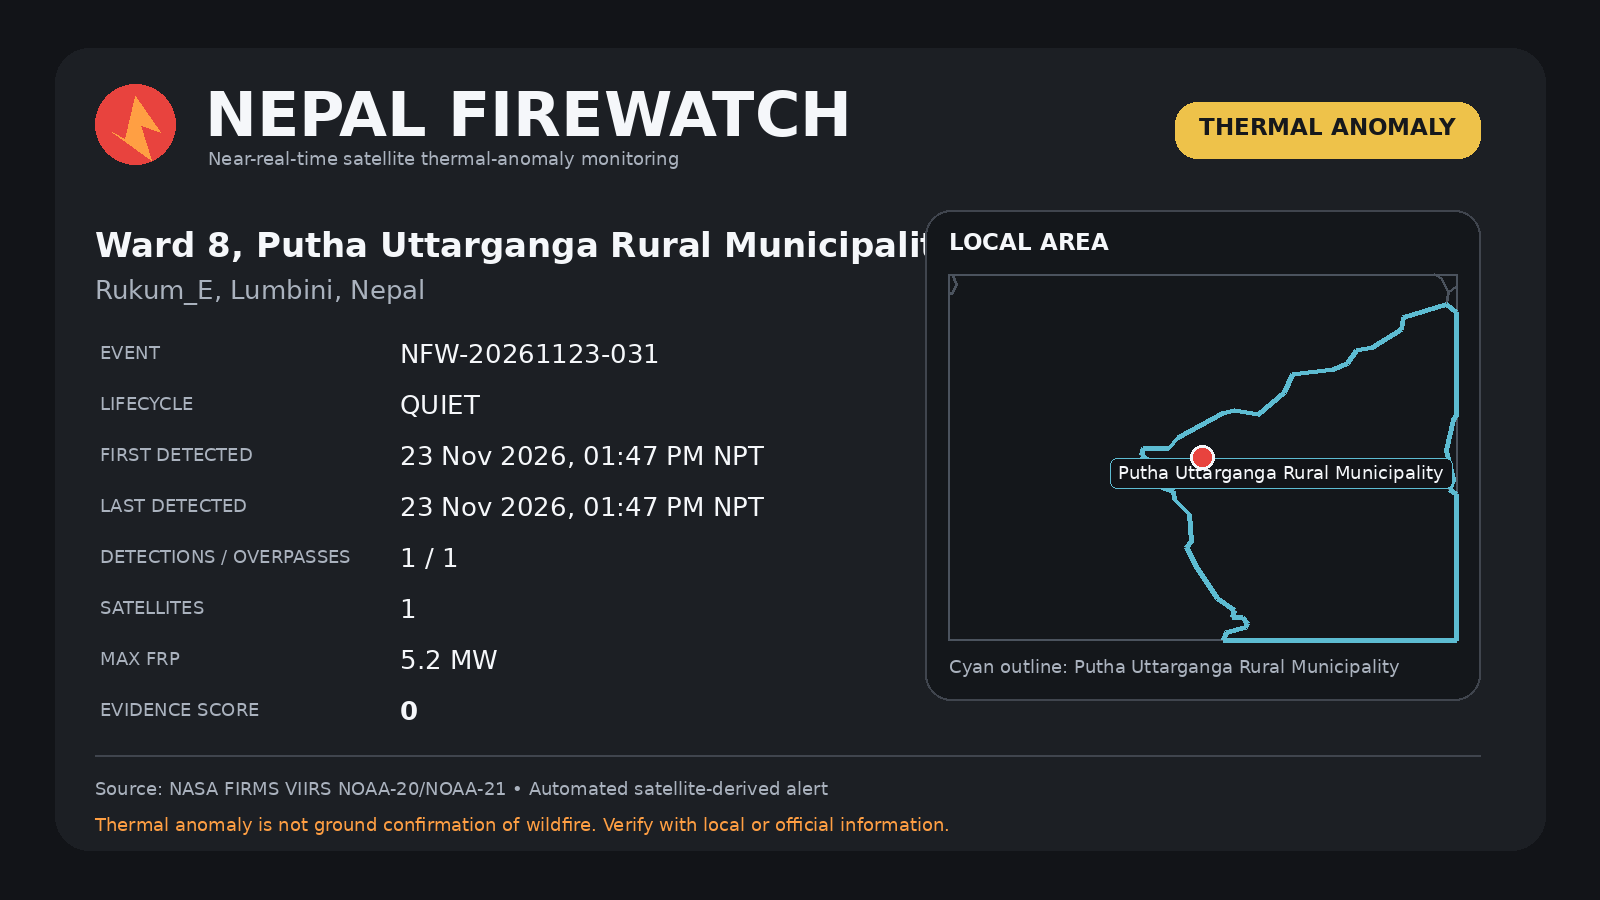 NEPAL FIREWATCH
Near-real-time satellite thermal-anomaly monitoring
THERMAL ANOMALY
Ward 8, Putha Uttarganga Rural Municipalit
Rukum_E, Lumbini, Nepal
EVENT NFW-20261123-031
LIFECYCLE QUIET
FIRST DETECTED 23 Nov 2026, 01:47 PM NPT
LAST DETECTED 23 Nov 2026, 01:47 PM NPT
DETECTIONS / OVERPASSES 1 / 1
SATELLITES 1
MAX FRP 5.2 MW
EVIDENCE SCORE 0
LOCAL AREA
Putha Uttarganga Rural Municipality
Cyan outline: Putha Uttarganga Rural Municipality
Source: NASA FIRMS VIIRS NOAA-20/NOAA-21 • Automated satellite-derived alert
Thermal anomaly is not ground confirmation of wildfire. Verify with local or official information.